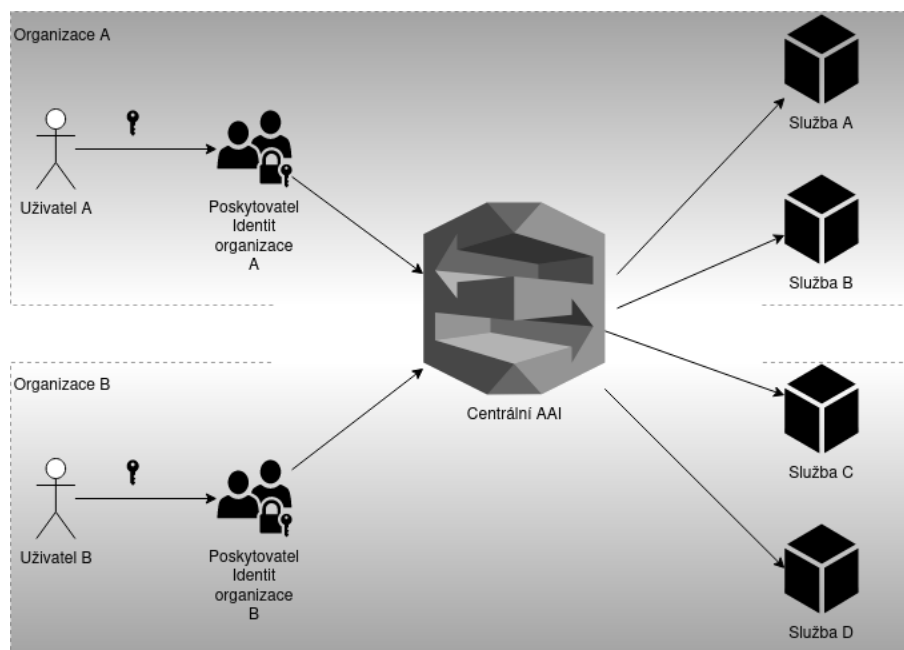 Organizace A
Uživatel A
Poskytovatel
Identit
organizace
A
Služba A
Služba B
Centrální AAI
Organizace B
Uživatel B
Poskytovatel
Identit
organizace
B
Služba C
Služba D